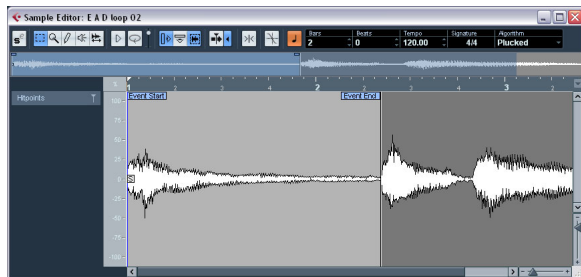 Sample Editor: E A D loop 02
Bars Beats Tempo Signature Algorithm
2 0 120.00 4/4 Plucked
% 1 2 3 4 2 2 3 4 3 2
Hitpoints
Event Start Event End
100
75
50
25
0
-25
-50
-75
-100
S